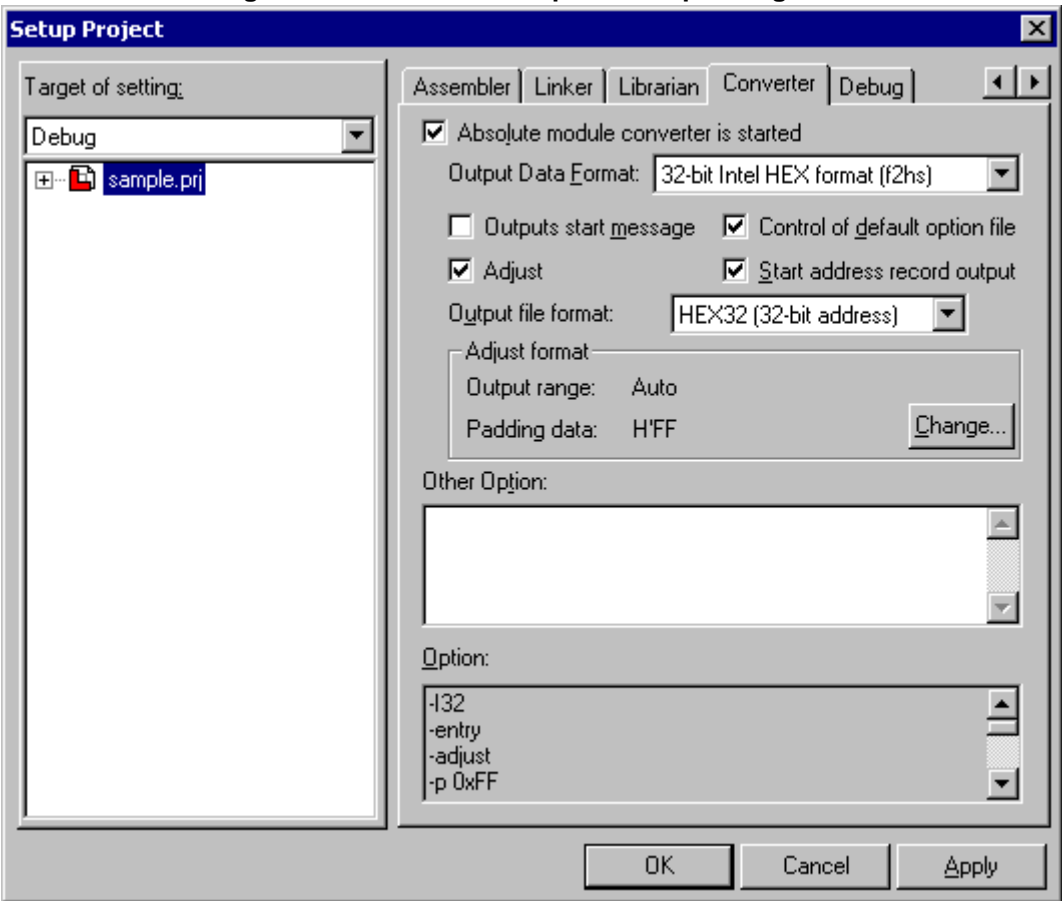 Setup Project
Target of setting:
Debug
sample.prj
Assembler Linker Librarian Converter Debug
Absolute module converter is started
Output Data Format: 32-bit Intel HEX format (f2hs)
Outputs start message Control of default option file
Adjust Start address record output
Output file format: HEX32 (32-bit address)
Adjust format
Output range: Auto
Padding data: H'FF Change...
Other Option:
Option:
-I32
-entry
-adjust
-p 0xFF
OK Cancel Apply